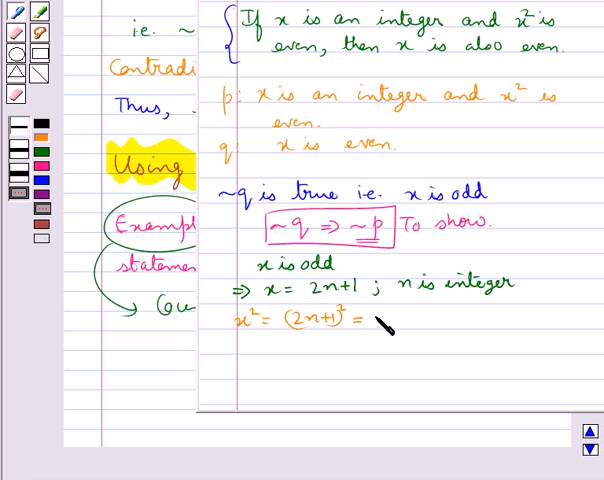 If x is an integer and x² is
even, then x is also even.
p: x is an integer and x² is
even.
q: x is even.
~q is true i.e. x is odd
~q ⇒ ~p To show.
x is odd
⇒ x = 2n+1 ; n is integer
x² = (2n+1)² =
i.e. ~
Contradi
Thus,
Using
Exampl
statemen